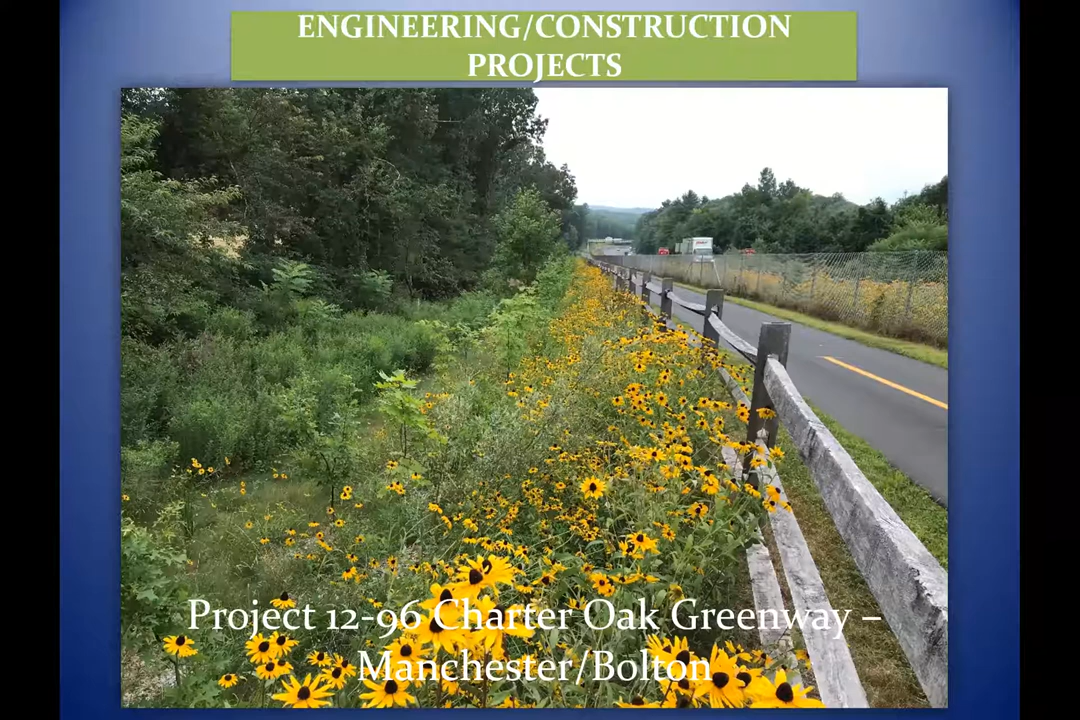 ENGINEERING/CONSTRUCTION
PROJECTS
Project 12-96 Charter Oak Greenway –
Manchester/Bolton